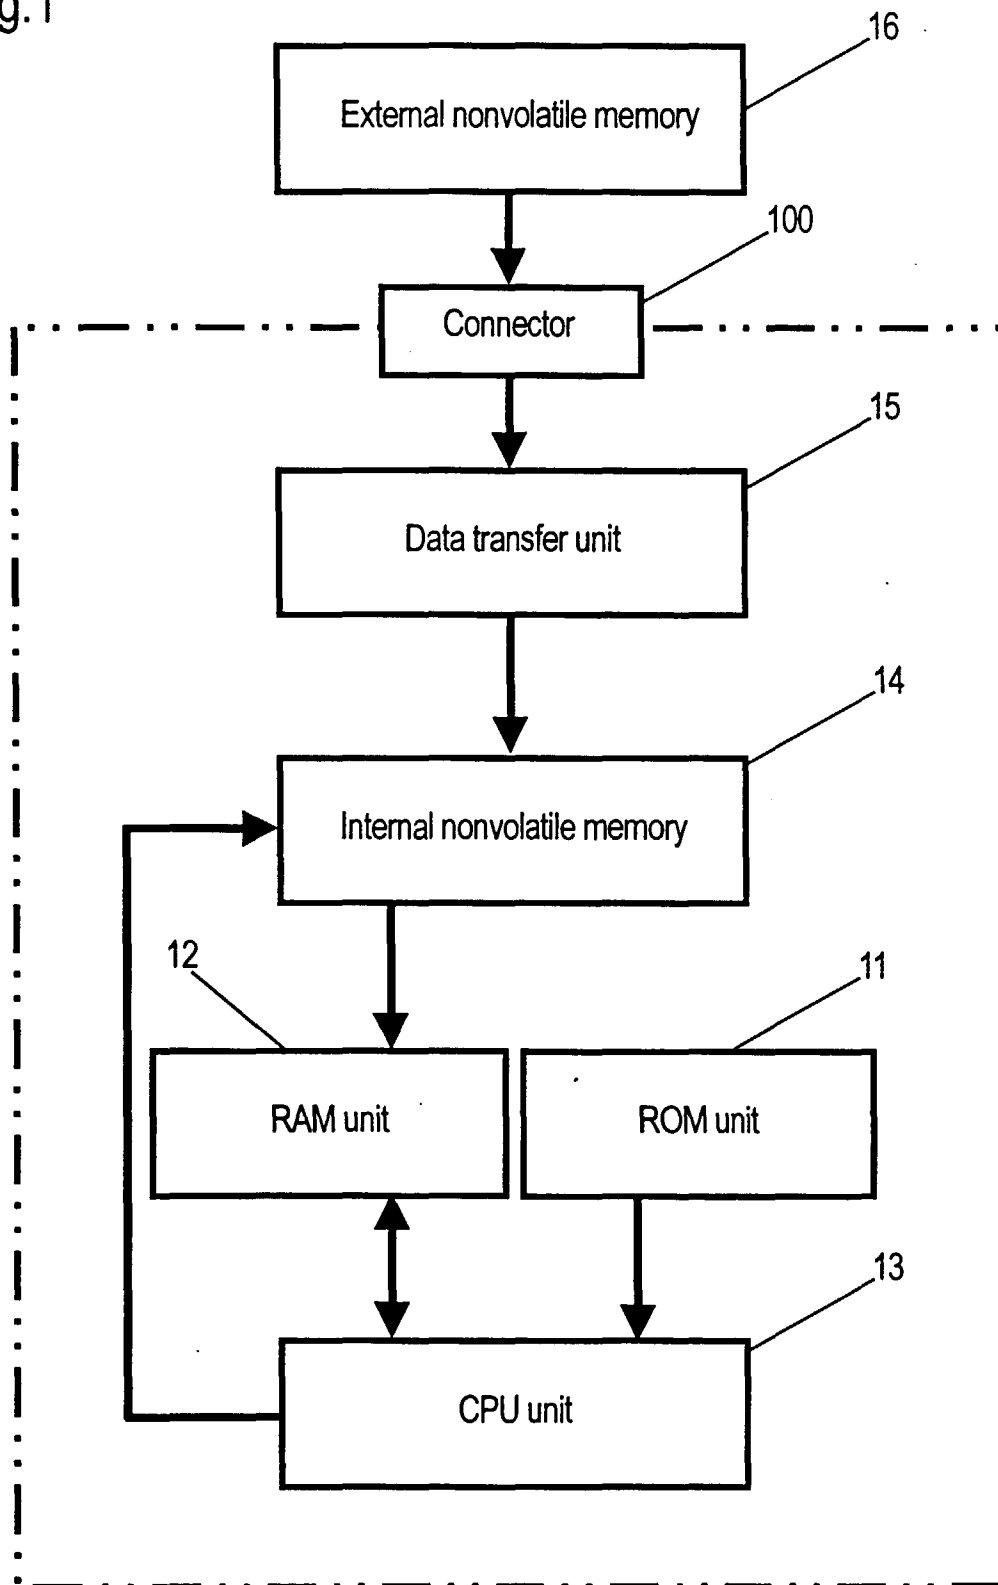 g.1
16
External nonvolatile memory
100
Connector
15
Data transfer unit
14
Internal nonvolatile memory
12
11
RAM unit
ROM unit
13
CPU unit